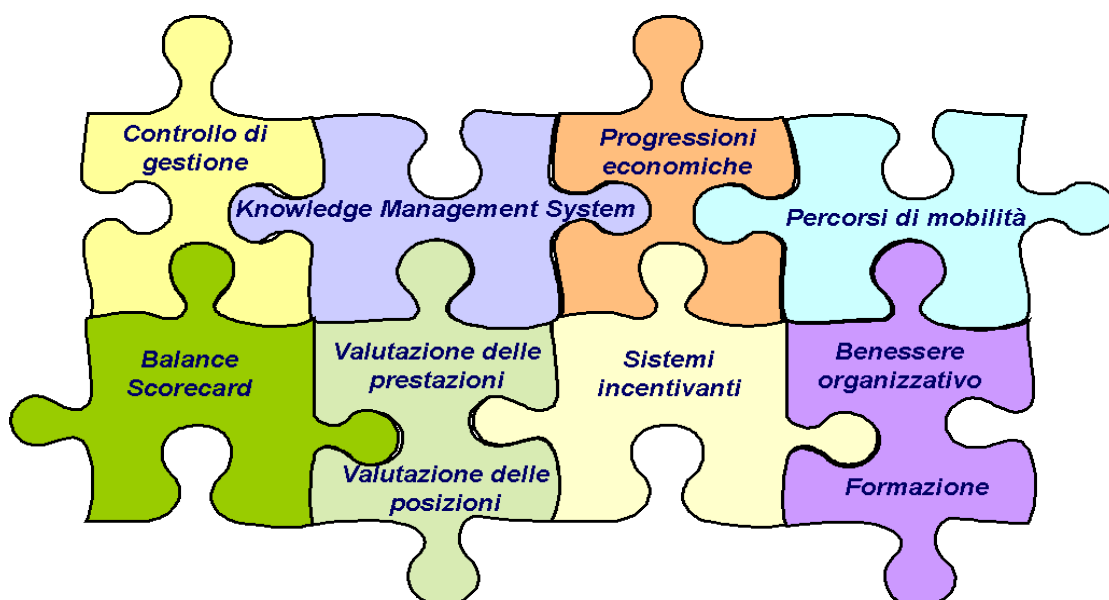 Controllo di
gestione
Knowledge Management System
Progressioni
economiche
Percorsi di mobilità
Balance
Scorecard
Valutazione delle
prestazioni
Valutazione delle
posizioni
Sistemi
incentivanti
Benessere
organizzativo
Formazione